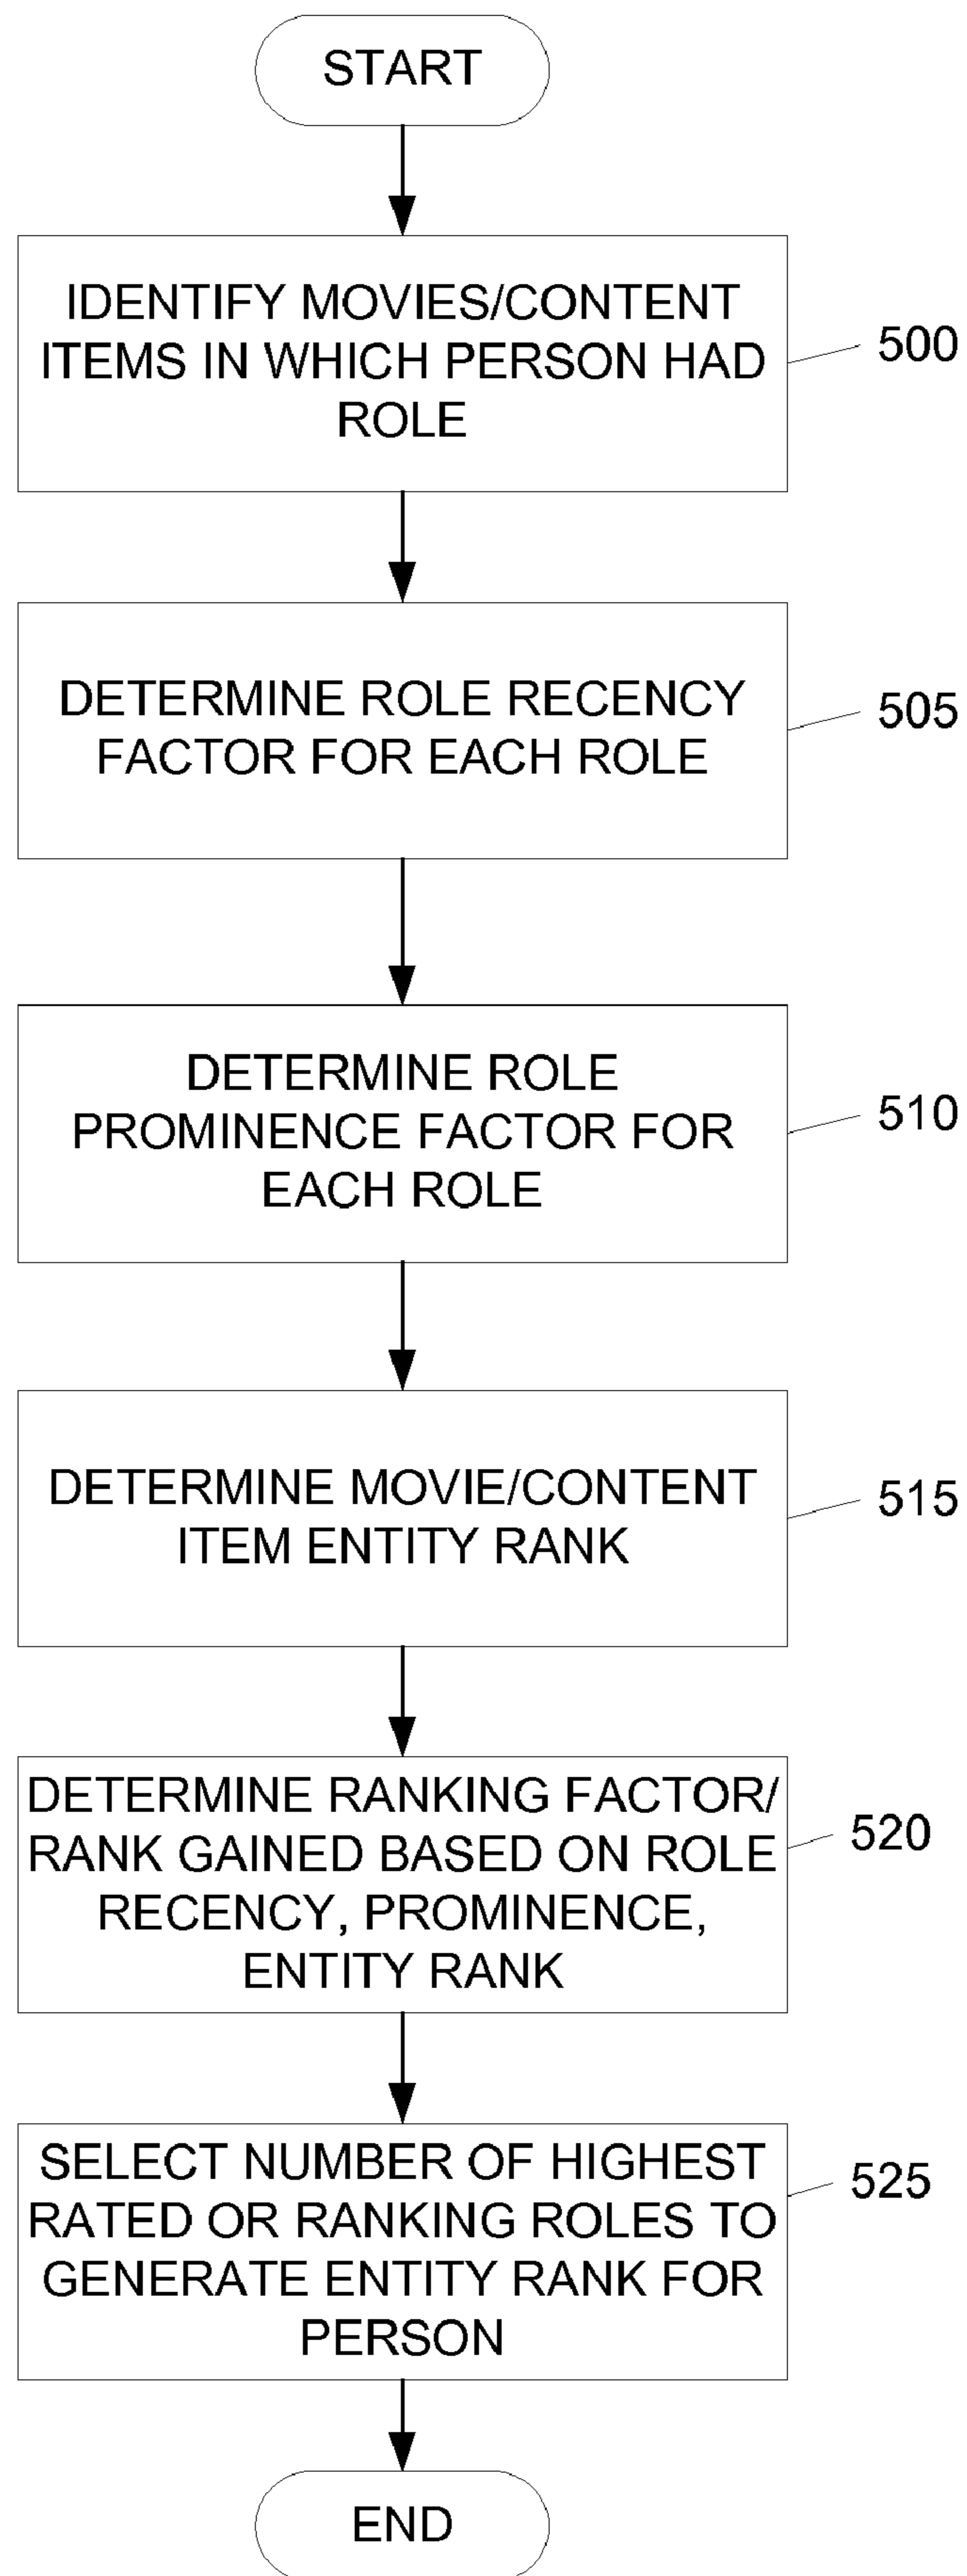 START
IDENTIFY MOVIES/CONTENT
ITEMS IN WHICH PERSON HAD
ROLE
500
DETERMINE ROLE RECENCY
FACTOR FOR EACH ROLE
505
DETERMINE ROLE
PROMINENCE FACTOR FOR
EACH ROLE
510
DETERMINE MOVIE/CONTENT
ITEM ENTITY RANK
515
DETERMINE RANKING FACTOR/
RANK GAINED BASED ON ROLE
RECENCY, PROMINENCE,
ENTITY RANK
520
SELECT NUMBER OF HIGHEST
RATED OR RANKING ROLES TO
GENERATE ENTITY RANK FOR
PERSON
525
END